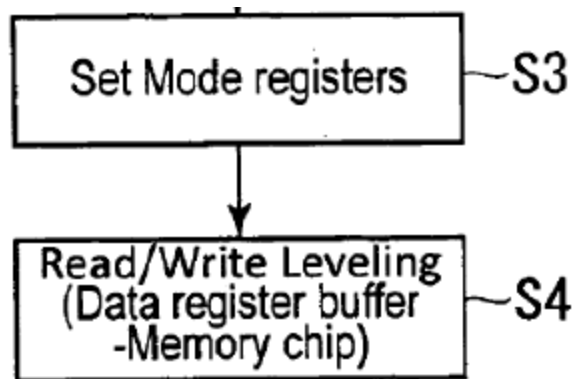 Set Mode registers
S3
Read/Write Leveling
(Data register buffer
-Memory chip)
S4